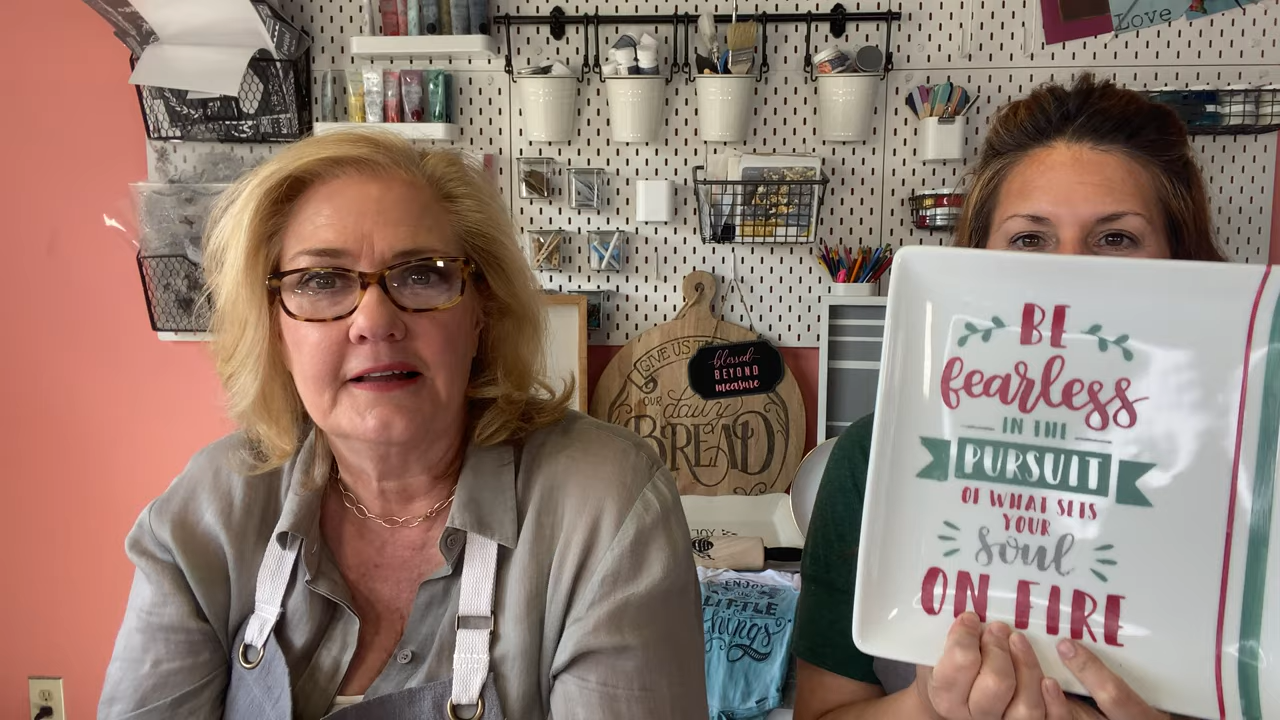 Love
GIVE US THIS
OUR daily
BREAD
blessed
BEYOND
measure
ENJOY
THE
LITTLE
things
BE
fearless
IN THE
PURSUIT
OF WHAT SETS
YOUR
soul
ON FIRE